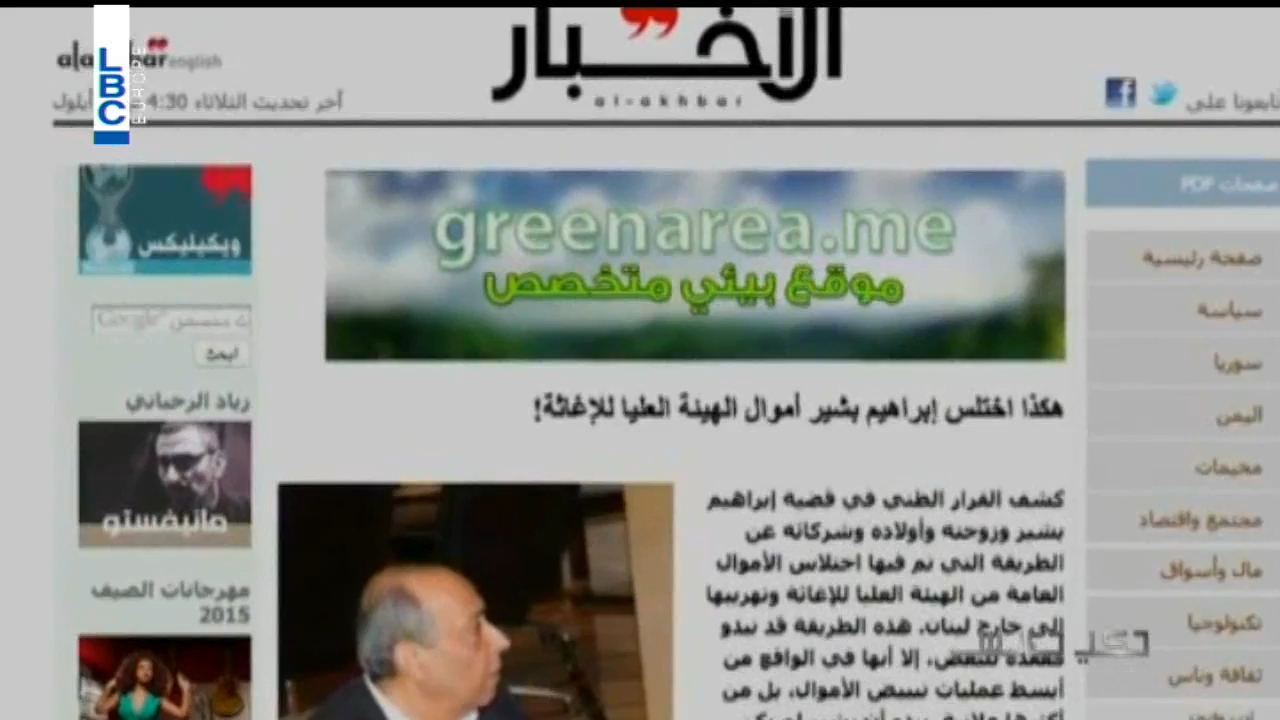 الأخبار
al-akhbar
english
LBC
EUROPE
آخر تحديث الثلاثاء 4:30
أيلول
تابعونا على
greenarea.me
موقع بيئي متخصص
ويكيليكس
Google
ابحث
زياد الرحباني
مانيفستو
مهرجانات الصيف
2015
هكذا اختلس إبراهيم بشير أموال الهيئة العليا للإغاثة!
كشف القرار الظني في قضية إبراهيم
بشير وزوجته وأولاده وشركائه عن
الطريقة التي تم فيها اختلاس الأموال
العامة من الهيئة العليا للإغاثة وتهريبها
إلى خارج لبنان. هذه الطريقة قد تبدو
معقدة للبعض، إلا أنها في الواقع من
أبسط عمليات تبييض الأموال، بل من
صفحات PDF
صفحة رئيسية
سياسة
سوريا
اليمن
مخيمات
مجتمع واقتصاد
مال وأسواق
تكنولوجيا
ثقافة وناس